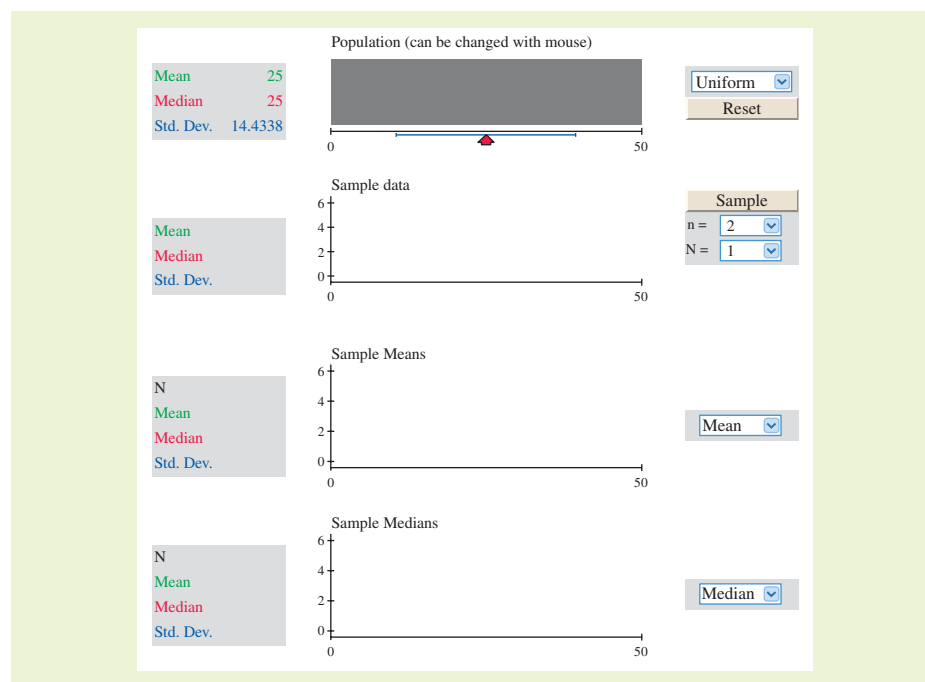 Population (can be changed with mouse)
Mean 25
Median 25
Std. Dev. 14.4338
0 50
Uniform
Reset
Sample data
6
4
2
0
0 50
Mean
Median
Std. Dev.
Sample
n = 2
N = 1
Sample Means
6
4
2
0
0 50
N
Mean
Median
Std. Dev.
Mean
Sample Medians
6
4
2
0
0 50
N
Mean
Median
Std. Dev.
Median